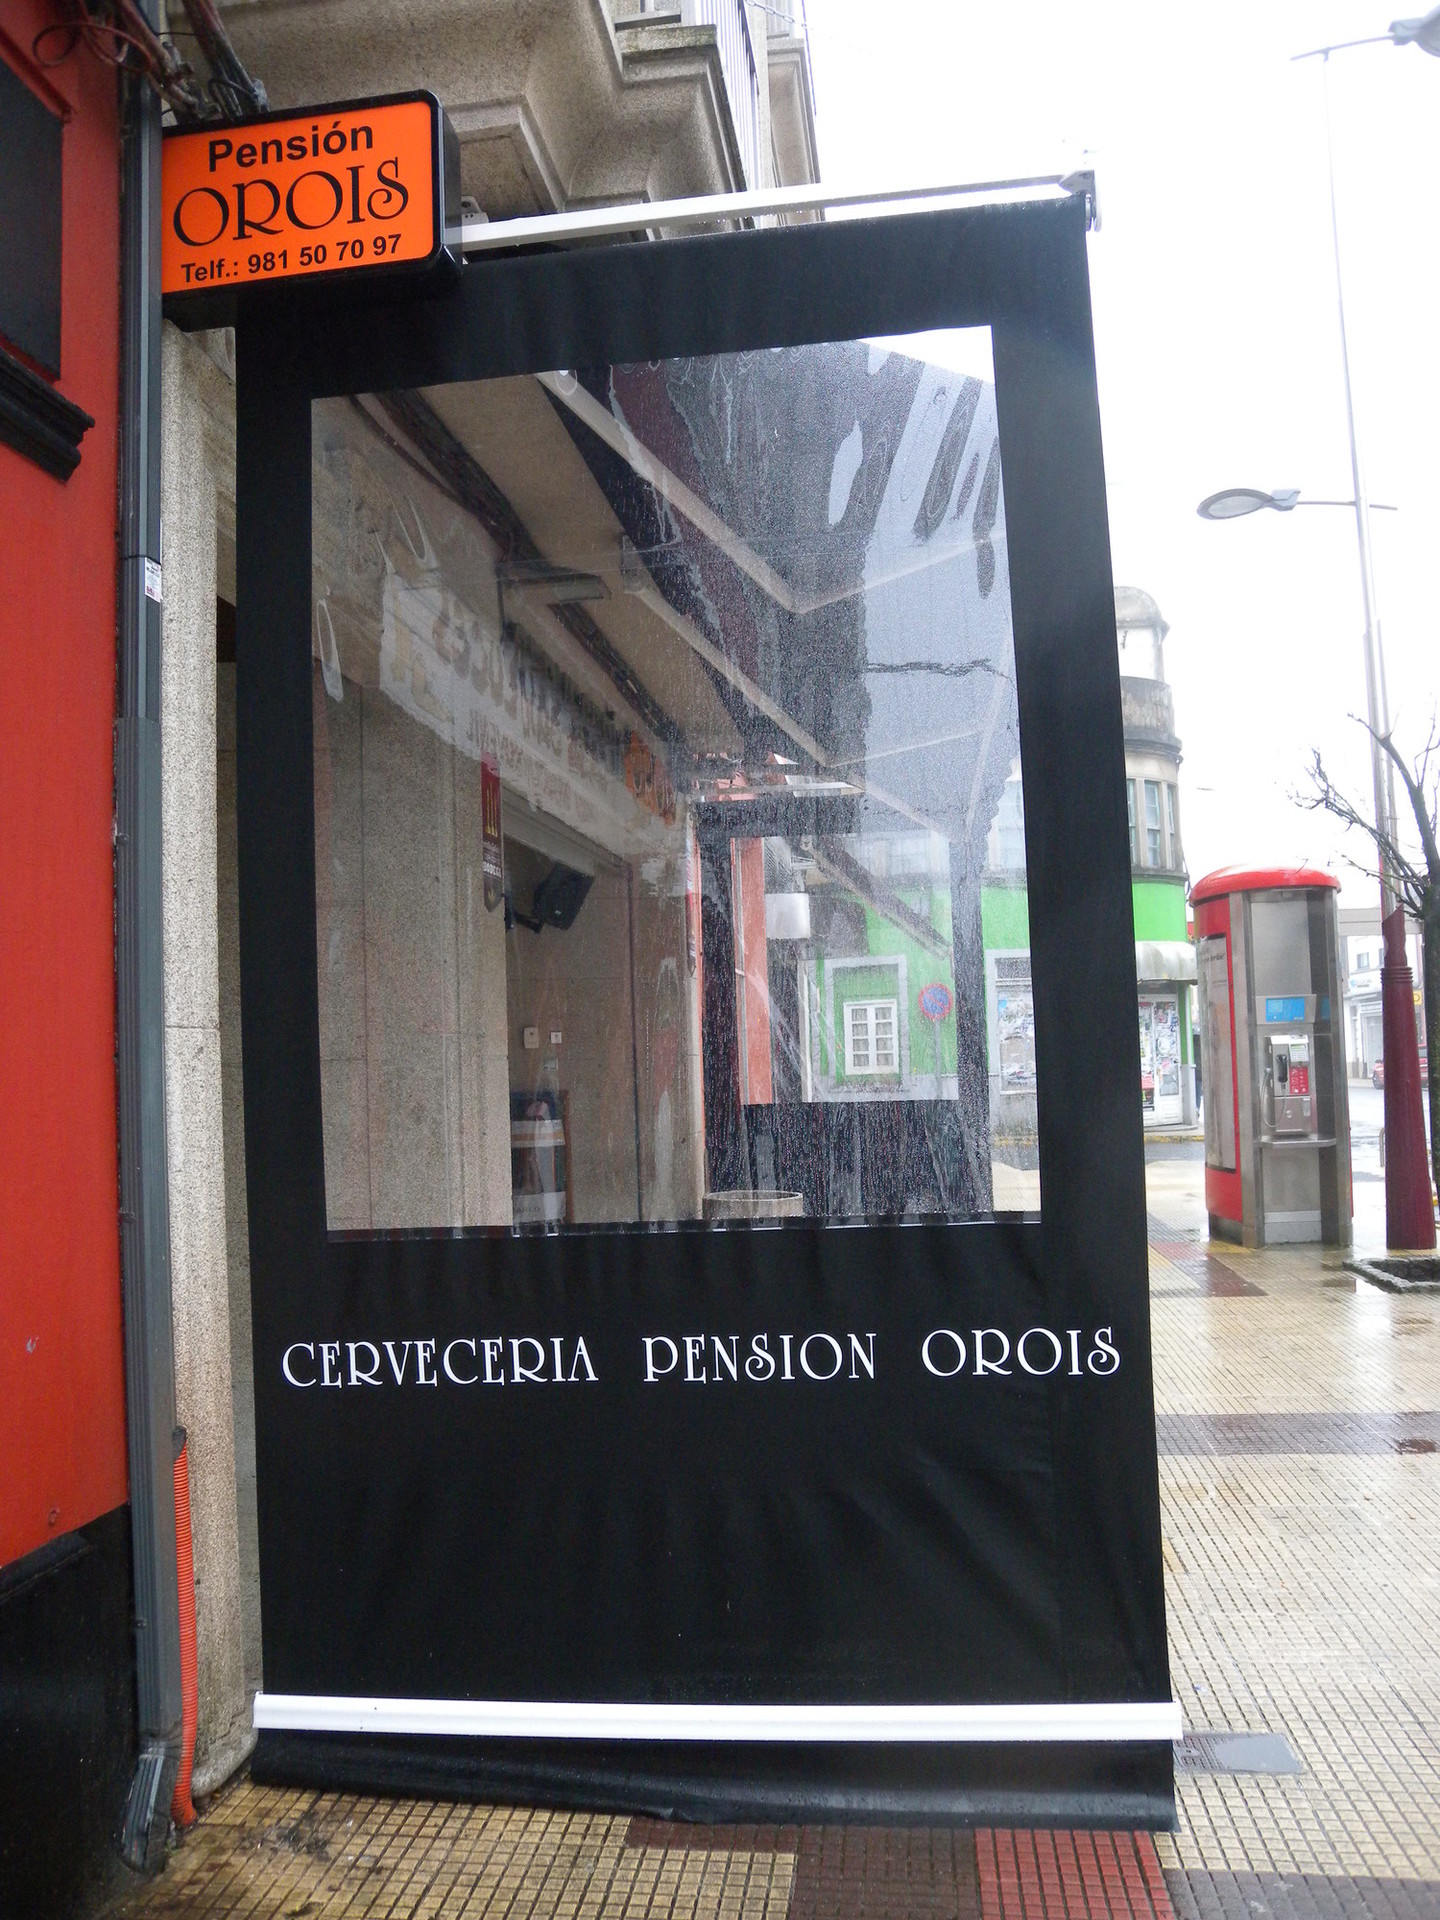 Pensión
OROIS
Telf.: 981 50 70 97
CERVECERIA PENSION OROIS